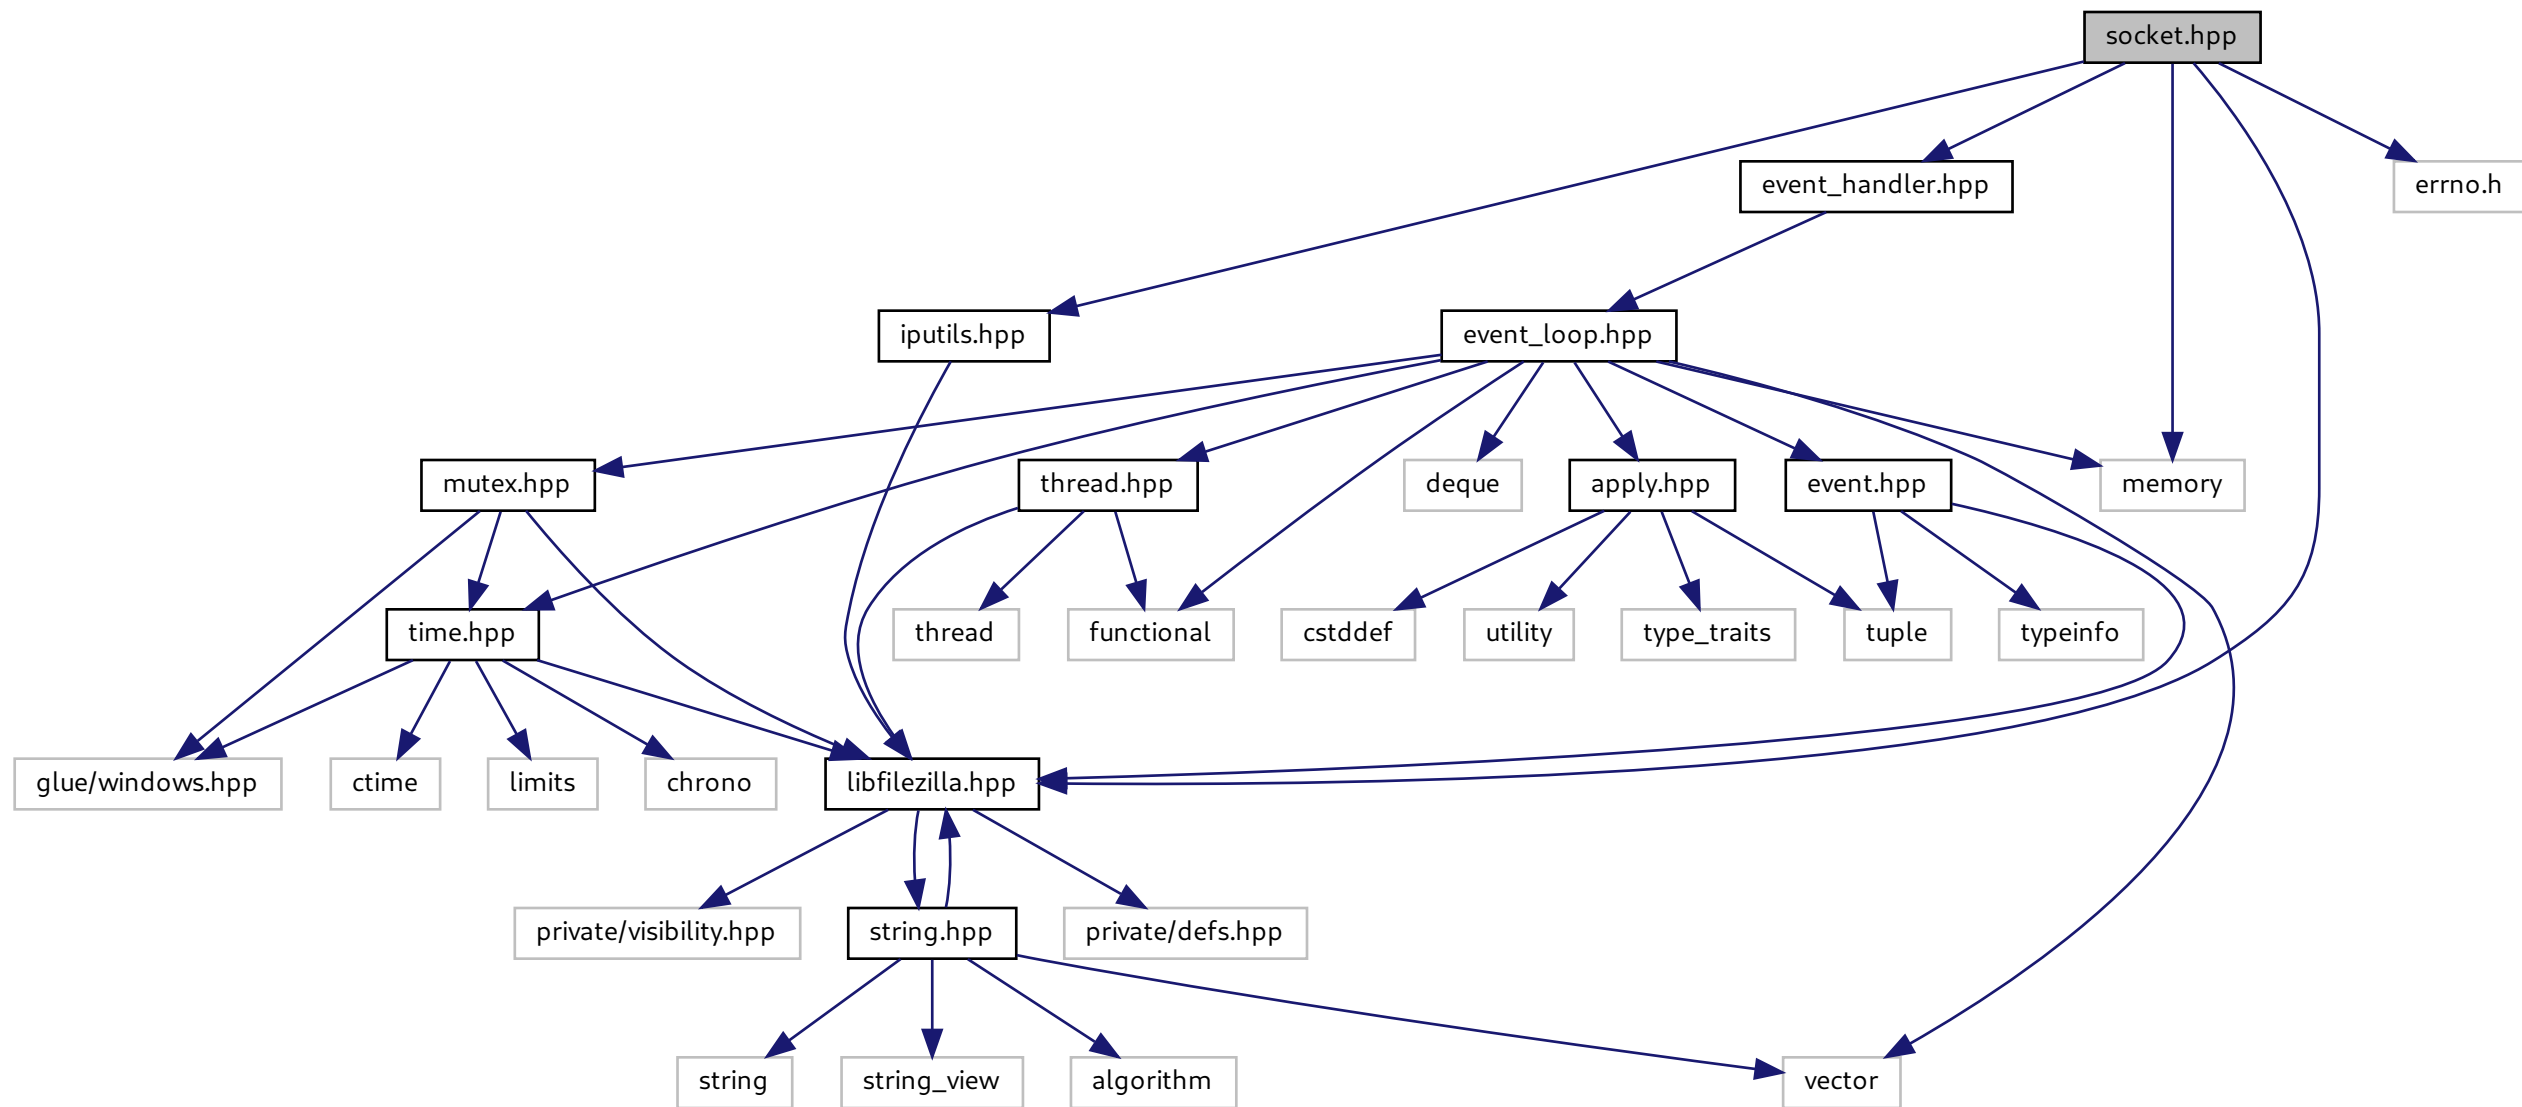 socket.hpp
event_handler.hpp
errno.h
iputils.hpp
event_loop.hpp
mutex.hpp
thread.hpp
deque
apply.hpp
event.hpp
memory
time.hpp
thread
functional
cstddef
utility
type_traits
tuple
typeinfo
glue/windows.hpp
ctime
limits
chrono
libfilezilla.hpp
private/visibility.hpp
string.hpp
private/defs.hpp
string
string_view
algorithm
vector